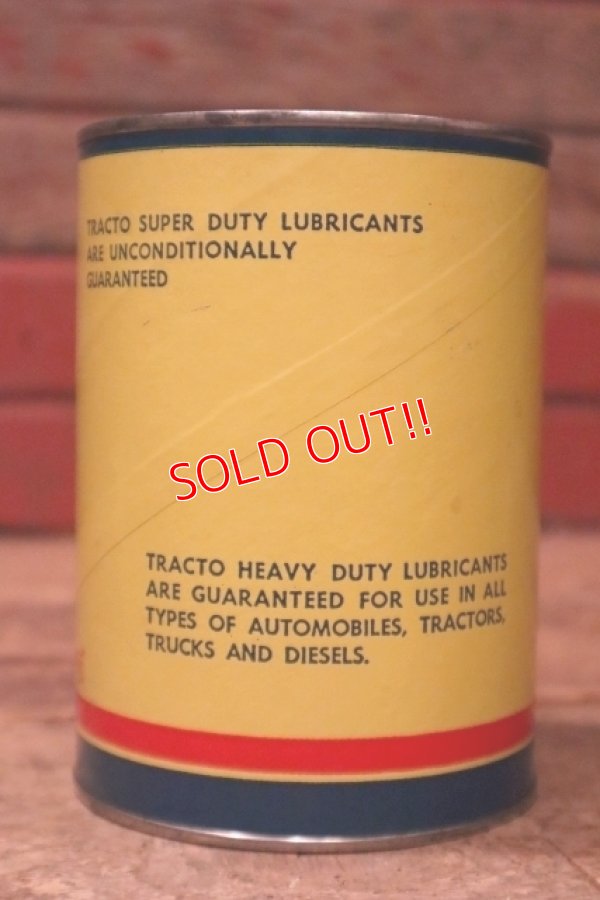 TRACTO SUPER DUTY LUBRICANTS
ARE UNCONDITIONALLY
GUARANTEED
SOLD OUT!!
TRACTO HEAVY DUTY LUBRICANTS
ARE GUARANTEED FOR USE IN ALL
TYPES OF AUTOMOBILES, TRACTORS,
TRUCKS AND DIESELS.